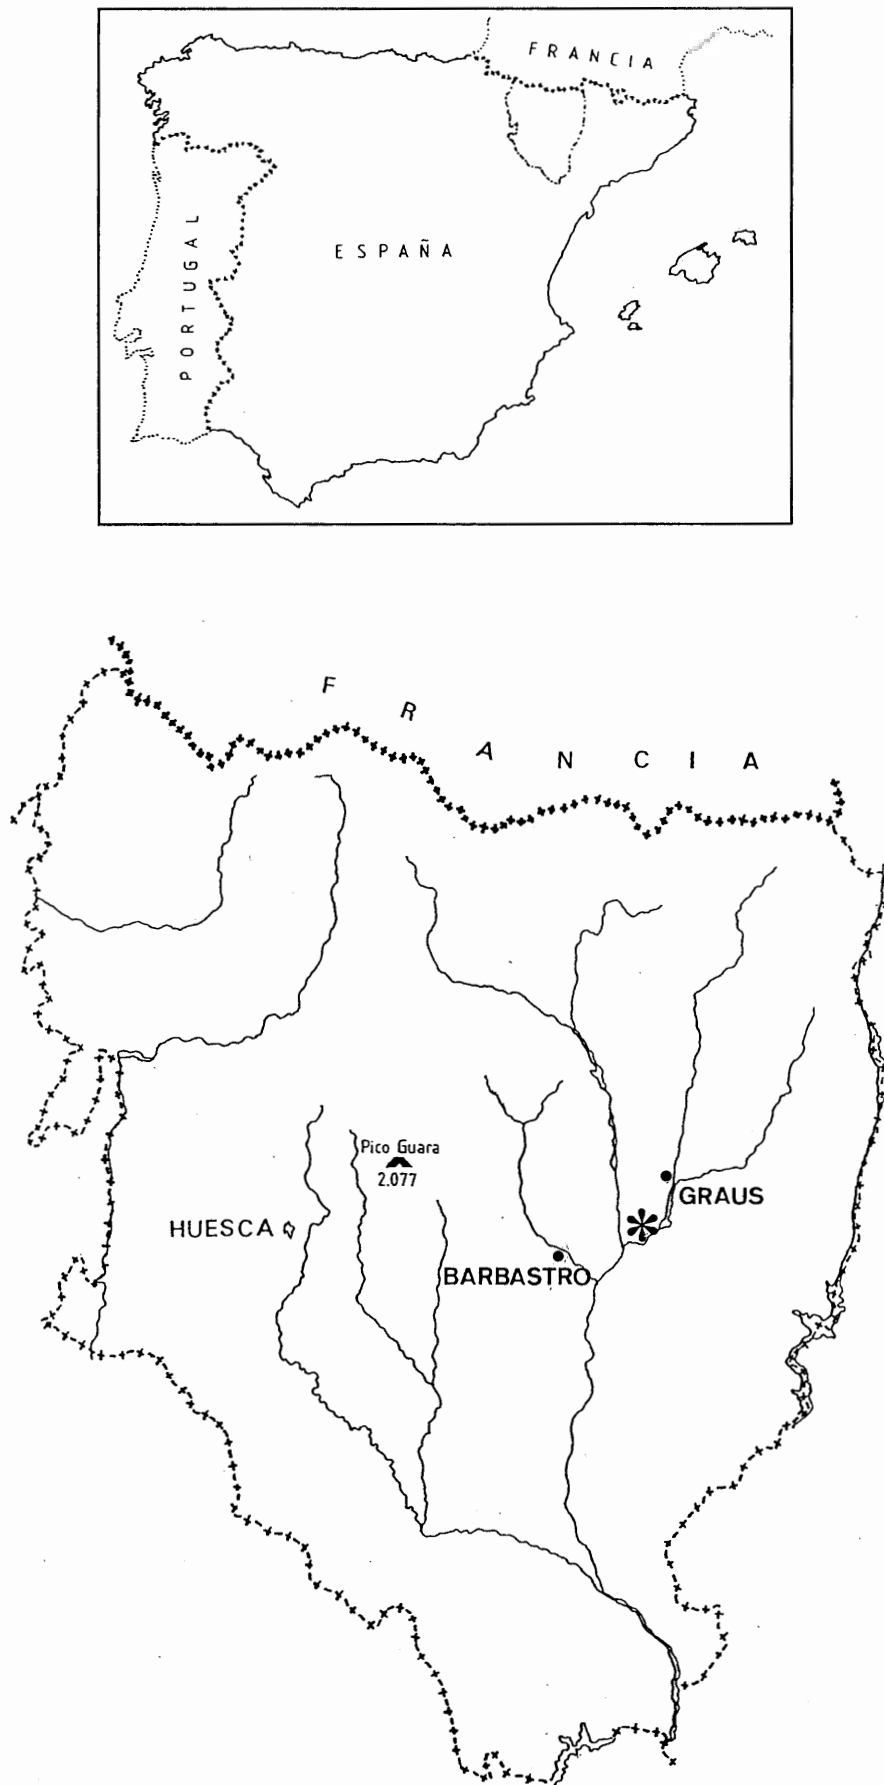 FRANCIA
ESPAÑA
PORTUGAL
FRANCIA
Pico Guara
2.077
GRAUS
HUESCA
BARBASTRO